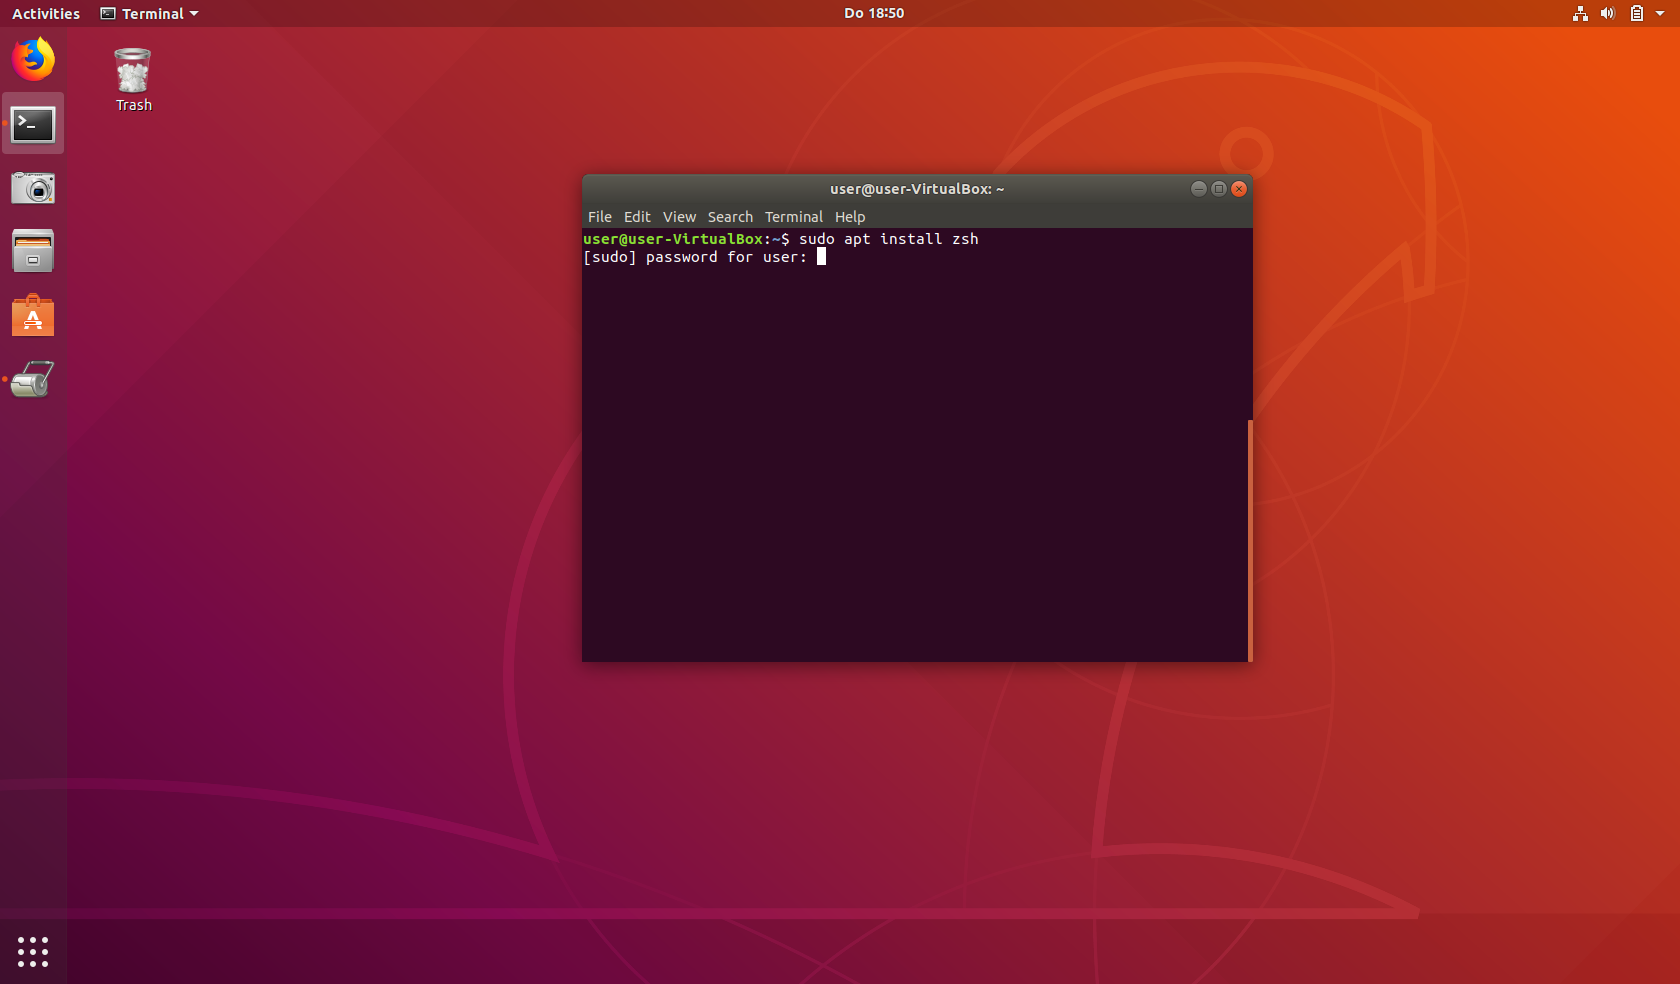 Activities Terminal Do 18:50
Trash
user@user-VirtualBox: ~
File Edit View Search Terminal Help
user@user-VirtualBox:~$ sudo apt install zsh
[sudo] password for user: